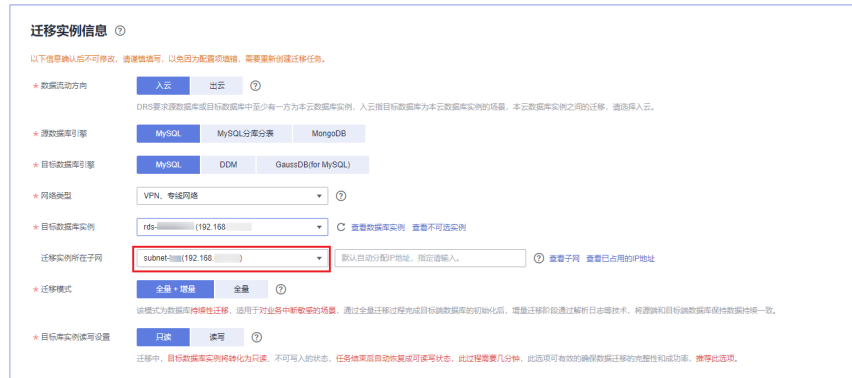 迁移实例信息 ?
以下信息确认后不可修改，请谨慎填写，以免因为配置项填错，需要重新创建迁移任务。
* 数据流动方向 入云 出云 ?
DRS要求源数据库或目标数据库中至少有一方为本云数据库实例，入云指目标数据库为本云数据库实例的场景，本云数据库实例之间的迁移，请选择入云。
* 源数据库引擎 MySQL MySQL分库分表 MongoDB
* 目标数据库引擎 MySQL DDM GaussDB(for MySQL)
* 网络类型 VPN、专线网络 ?
* 目标数据库实例 rds- (192.168 查看数据库实例 查看不可选实例
迁移实例所在子网 subnet- (192.168. ) 默认自动分配IP地址，指定请输入。 ? 查看子网 查看已占用的IP地址
* 迁移模式 全量+增量 全量 ?
该模式为数据库持续性迁移，适用于对业务中断敏感的场景，通过全量迁移过程完成目标端数据库的初始化后，增量迁移阶段通过解析日志等技术，将源端和目标端数据库保持数据持续一致。
* 目标库实例读写设置 只读 读写 ?
迁移中，目标数据库实例将转化为只读、不可写入的状态，任务结束后自动恢复成可读写状态，此过程需要几分钟，此选项可有效的确保数据迁移的完整性和成功率，推荐此选项。